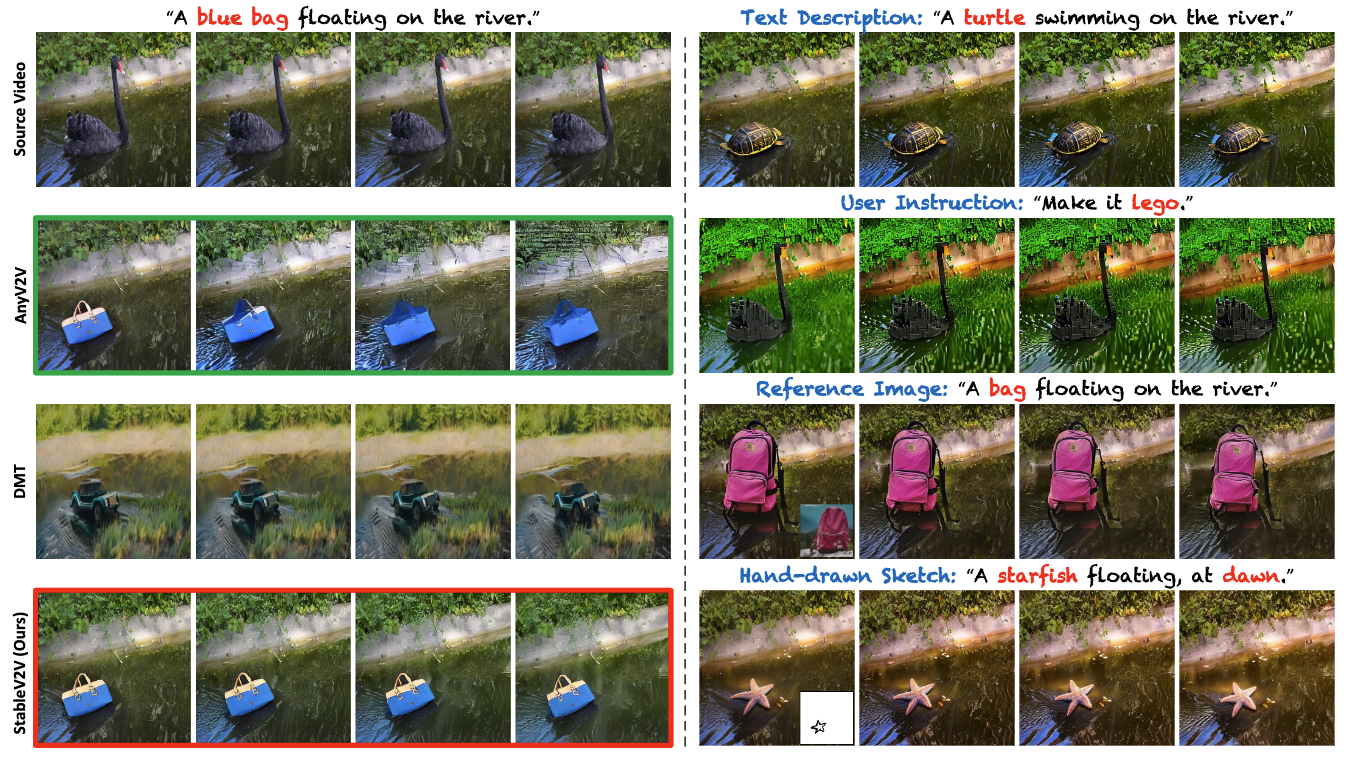 “A blue bag floating on the river.”
Source Video
AnyV2V
DMT
StableV2V (Ours)
Text Description: “A turtle swimming on the river.”
User Instruction: “Make it lego.”
Reference Image: “A bag floating on the river.”
Hand-drawn Sketch: “A starfish floating, at dawn.”